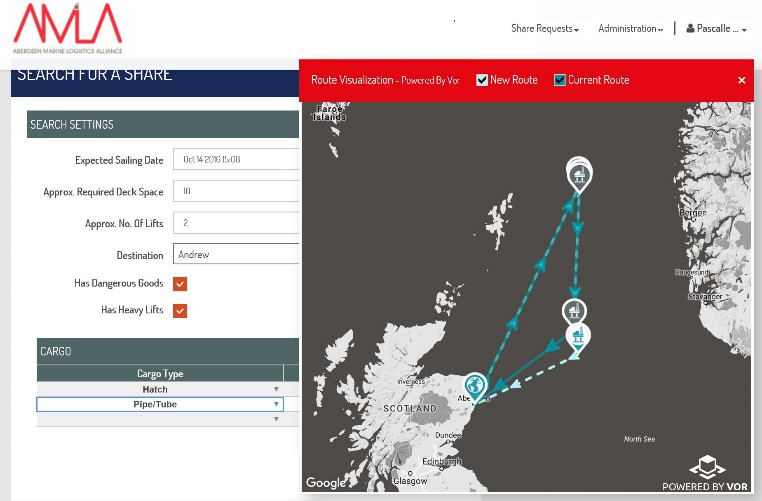 AMLA
ABERDEEN MARINE LOGISTICS ALLIANCE
Share Requests
Administration
Pascalle ...
SEARCH FOR A SHARE
SEARCH SETTINGS
Expected Sailing Date
Oct 14 2016 15:08
Approx. Required Deck Space
10
Approx. No. Of Lifts
2
Destination
Andrew
Has Dangerous Goods
Has Heavy Lifts
CARGO
Cargo Type
Hatch
Pipe/Tube
Route Visualization - Powered By Vor
New Route
Current Route
×
Faroe
Islands
Bergen
Haugesund
Stavanger
Inverness
Abe
SCOTLAND
Dundee
Edinburgh
Glasgow
North Sea
Google
POWERED BY VOR